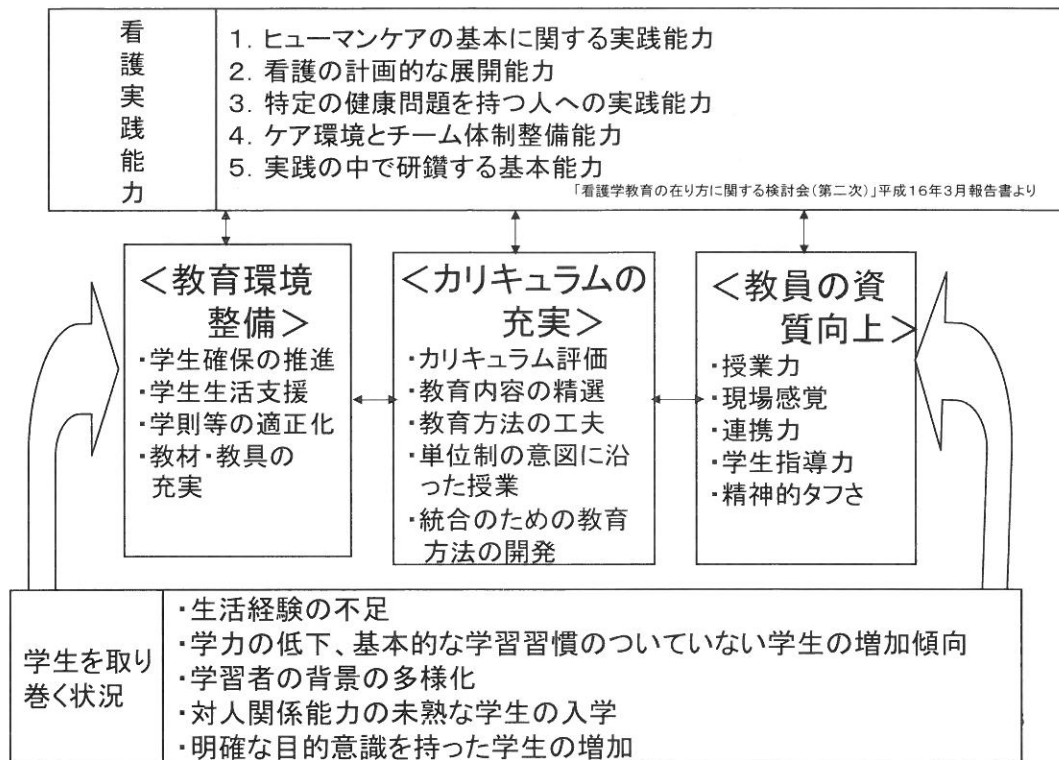 看護実践能力
1．ヒューマンケアの基本に関する実践能力
2．看護の計画的な展開能力
3．特定の健康問題を持つ人への実践能力
4．ケア環境とチーム体制整備能力
5．実践の中で研鑽する基本能力
「看護学教育の在り方に関する検討会（第二次）」平成16年3月報告書より
＜教育環境
整備＞
・学生確保の推進
・学生生活支援
・学則等の適正化
・教材・教具の
充実
＜カリキュラムの
充実＞
・カリキュラム評価
・教育内容の精選
・教育方法の工夫
・単位制の意図に沿
った授業
・統合のための教育
方法の開発
＜教員の資
質向上＞
・授業力
・現場感覚
・連携力
・学生指導力
・精神的タフさ
学生を取り
巻く状況
・生活経験の不足
・学力の低下、基本的な学習習慣のついていない学生の増加傾向
・学習者の背景の多様化
・対人関係能力の未熟な学生の入学
・明確な目的意識を持った学生の増加